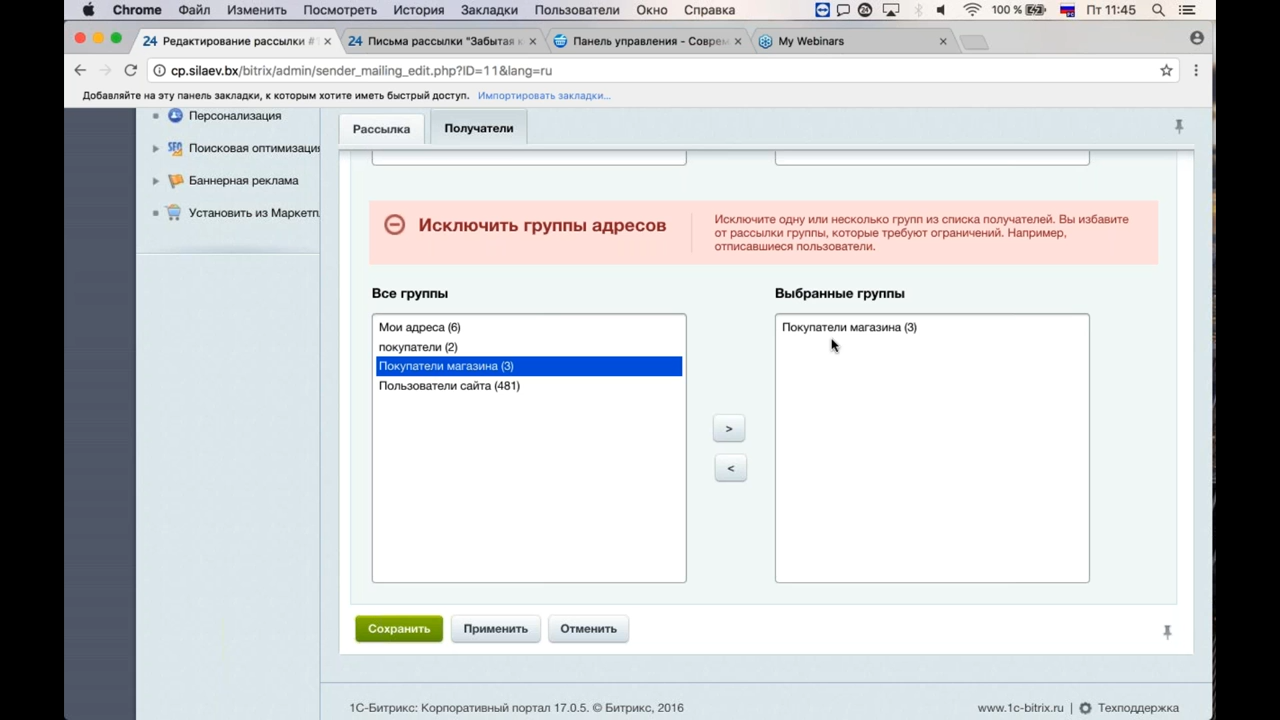 Chrome Файл Изменить Посмотреть История Закладки Пользователи Окно Справка 100 % Пт 11:45
24 Редактирование рассылки # × 24 Письма рассылки "Забытая × Панель управления - Соврем × My Webinars ×
cp.silaev.bx/bitrix/admin/sender_mailing_edit.php?ID=11&lang=ru
Добавляйте на эту панель закладки, к которым хотите иметь быстрый доступ. Импортировать закладки...
Персонализация
SEO Поисковая оптимизация
Баннерная реклама
Установить из Маркетпл
Рассылка Получатели
Исключить группы адресов
Исключите одну или несколько групп из списка получателей. Вы избавите
от рассылки группы, которые требуют ограничений. Например,
отписавшиеся пользователи.
Все группы Выбранные группы
Мои адреса (6)
покупатели (2)
Покупатели магазина (3)
Пользователи сайта (481)
Покупатели магазина (3)
>
<
Сохранить Применить Отменить
1С-Битрикс: Корпоративный портал 17.0.5. © Битрикс, 2016 www.1c-bitrix.ru | Техподдержка